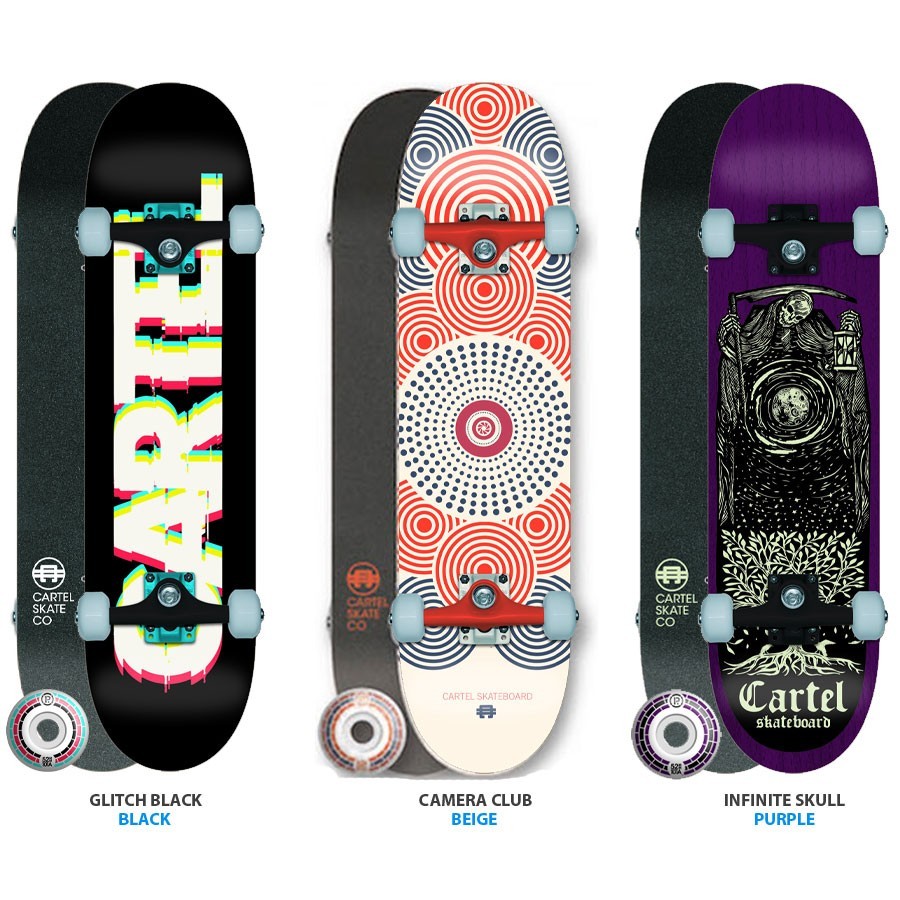 CARTEL
CARTEL
SKATE
CO
GLITCH BLACK
BLACK
CARTEL
SKATE
CO
CARTEL SKATEBOARD
CAMERA CLUB
BEIGE
CARTEL
SKATE
CO
Cartel
skateboard
INFINITE SKULL
PURPLE